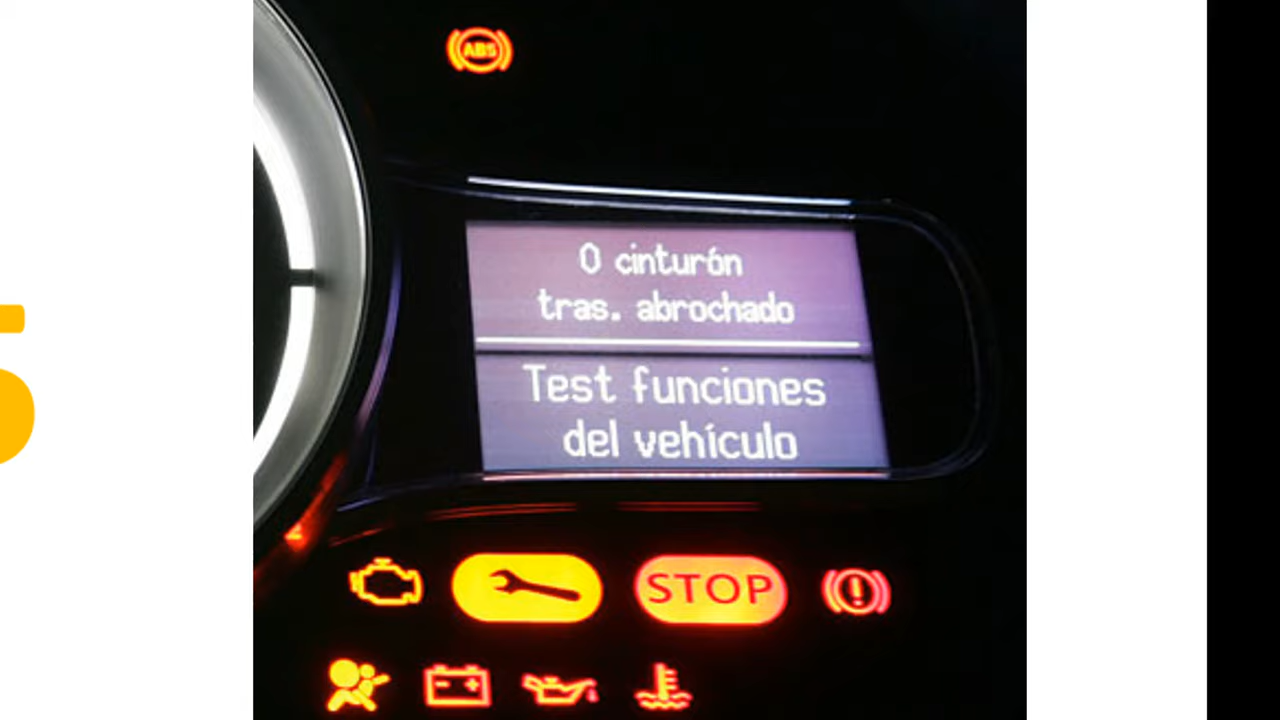 ABS
0 cinturón
tras. abrochado
Test funciones
del vehículo
STOP